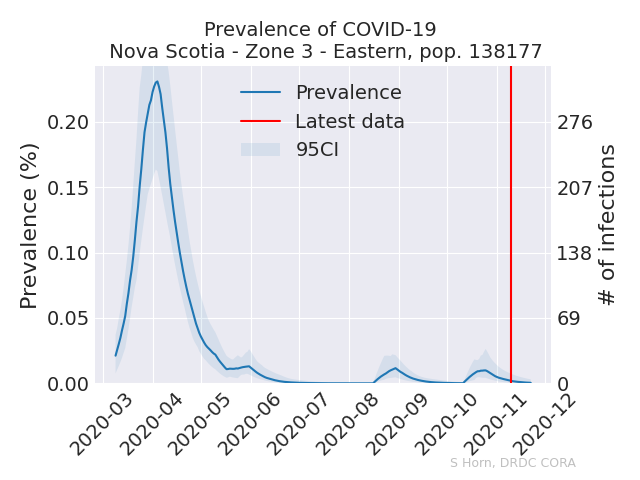 Prevalence of COVID-19
Nova Scotia - Zone 3 - Eastern, pop. 138177
Prevalence
Latest data
95CI
Prevalence (%)
0.20
0.15
0.10
0.05
0.00
276
207
138
69
0
# of infections
2020-03
2020-04
2020-05
2020-06
2020-07
2020-08
2020-09
2020-10
2020-11
2020-12
S Horn, DRDC CORA